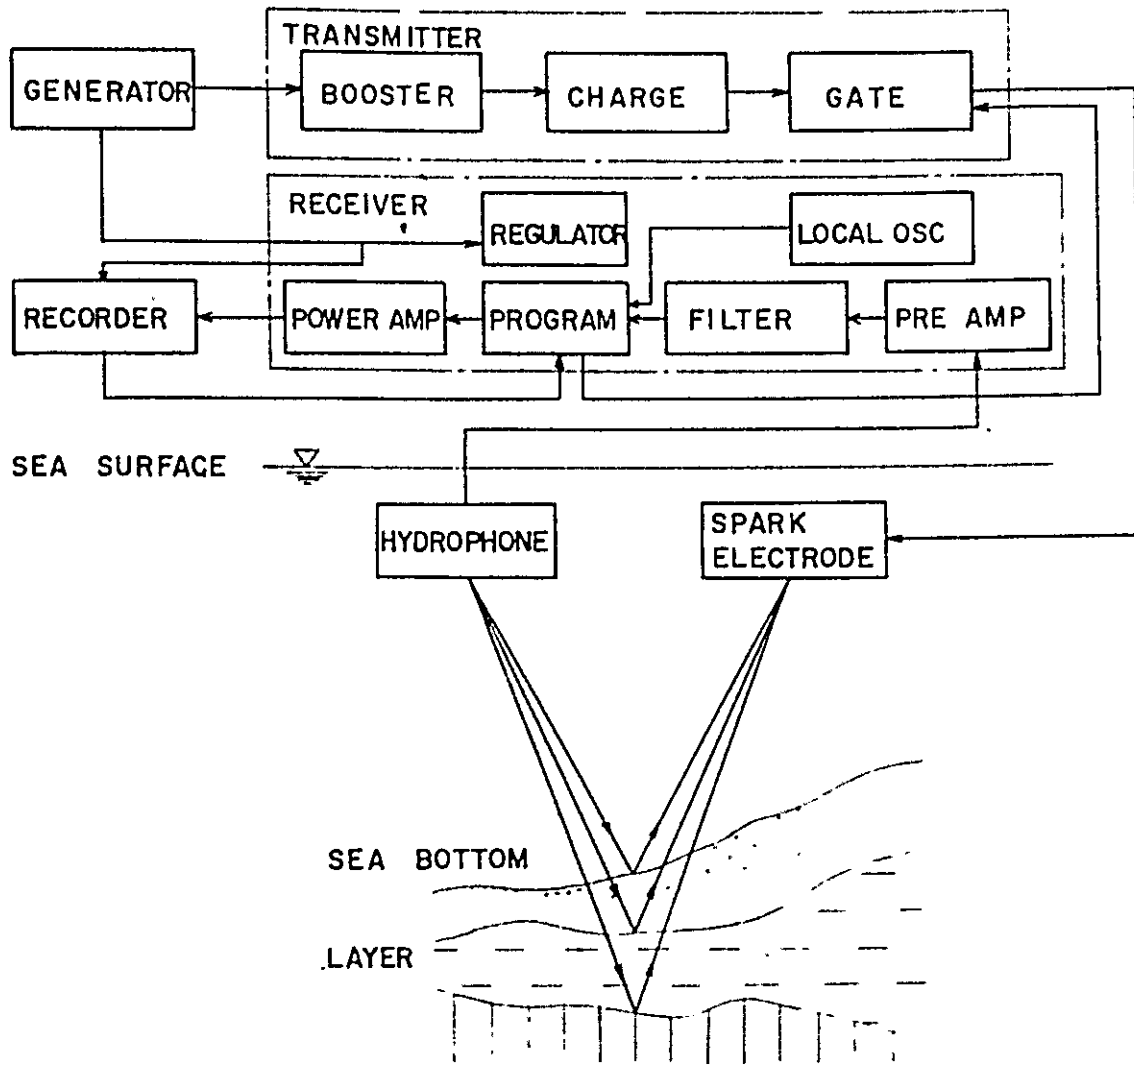 TRANSMITTER
GENERATOR
BOOSTER
CHARGE
GATE
RECEIVER
REGULATOR
LOCAL OSC
RECORDER
POWER AMP
PROGRAM
FILTER
PRE AMP
SEA SURFACE
HYDROPHONE
SPARK
ELECTRODE
SEA BOTTOM
LAYER